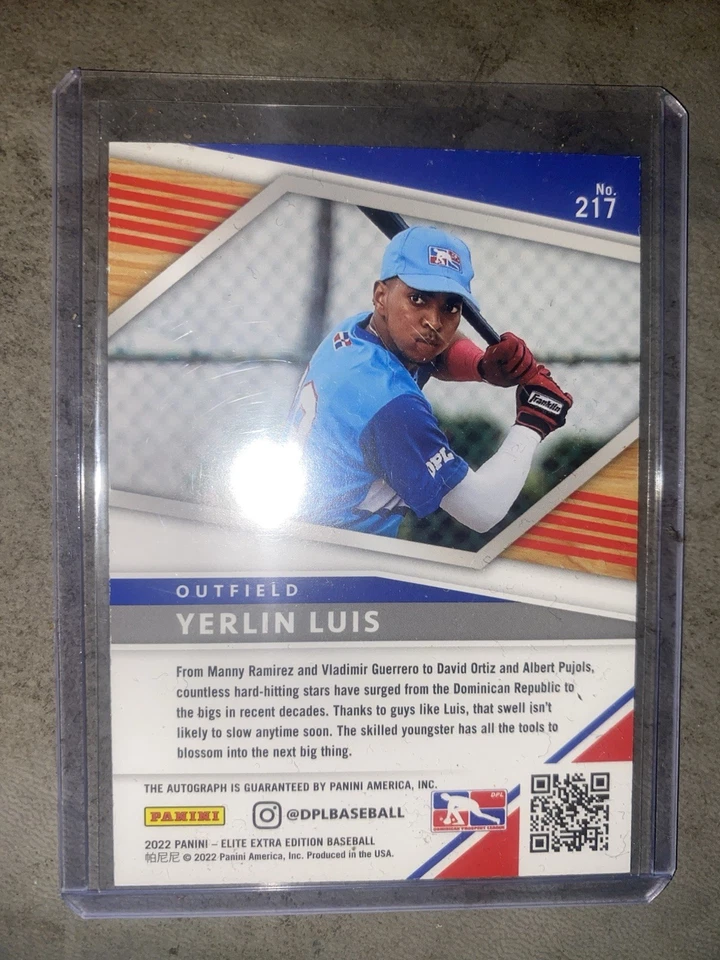 No.
217
Franklin
DPL
OUTFIELD
YERLIN LUIS
From Manny Ramirez and Vladimir Guerrero to David Ortiz and Albert Pujols,
countless hard-hitting stars have surged from the Dominican Republic to
the bigs in recent decades. Thanks to guys like Luis, that swell isn't
likely to slow anytime soon. The skilled youngster has all the tools to
blossom into the next big thing.
THE AUTOGRAPH IS GUARANTEED BY PANINI AMERICA, INC.
PANINI
@DPLBASEBALL
DPL
DOMINICAN PROSPECT LEAGUE
2022 PANINI – ELITE EXTRA EDITION BASEBALL
帕尼尼 © 2022 Panini America, Inc. Produced in the USA.